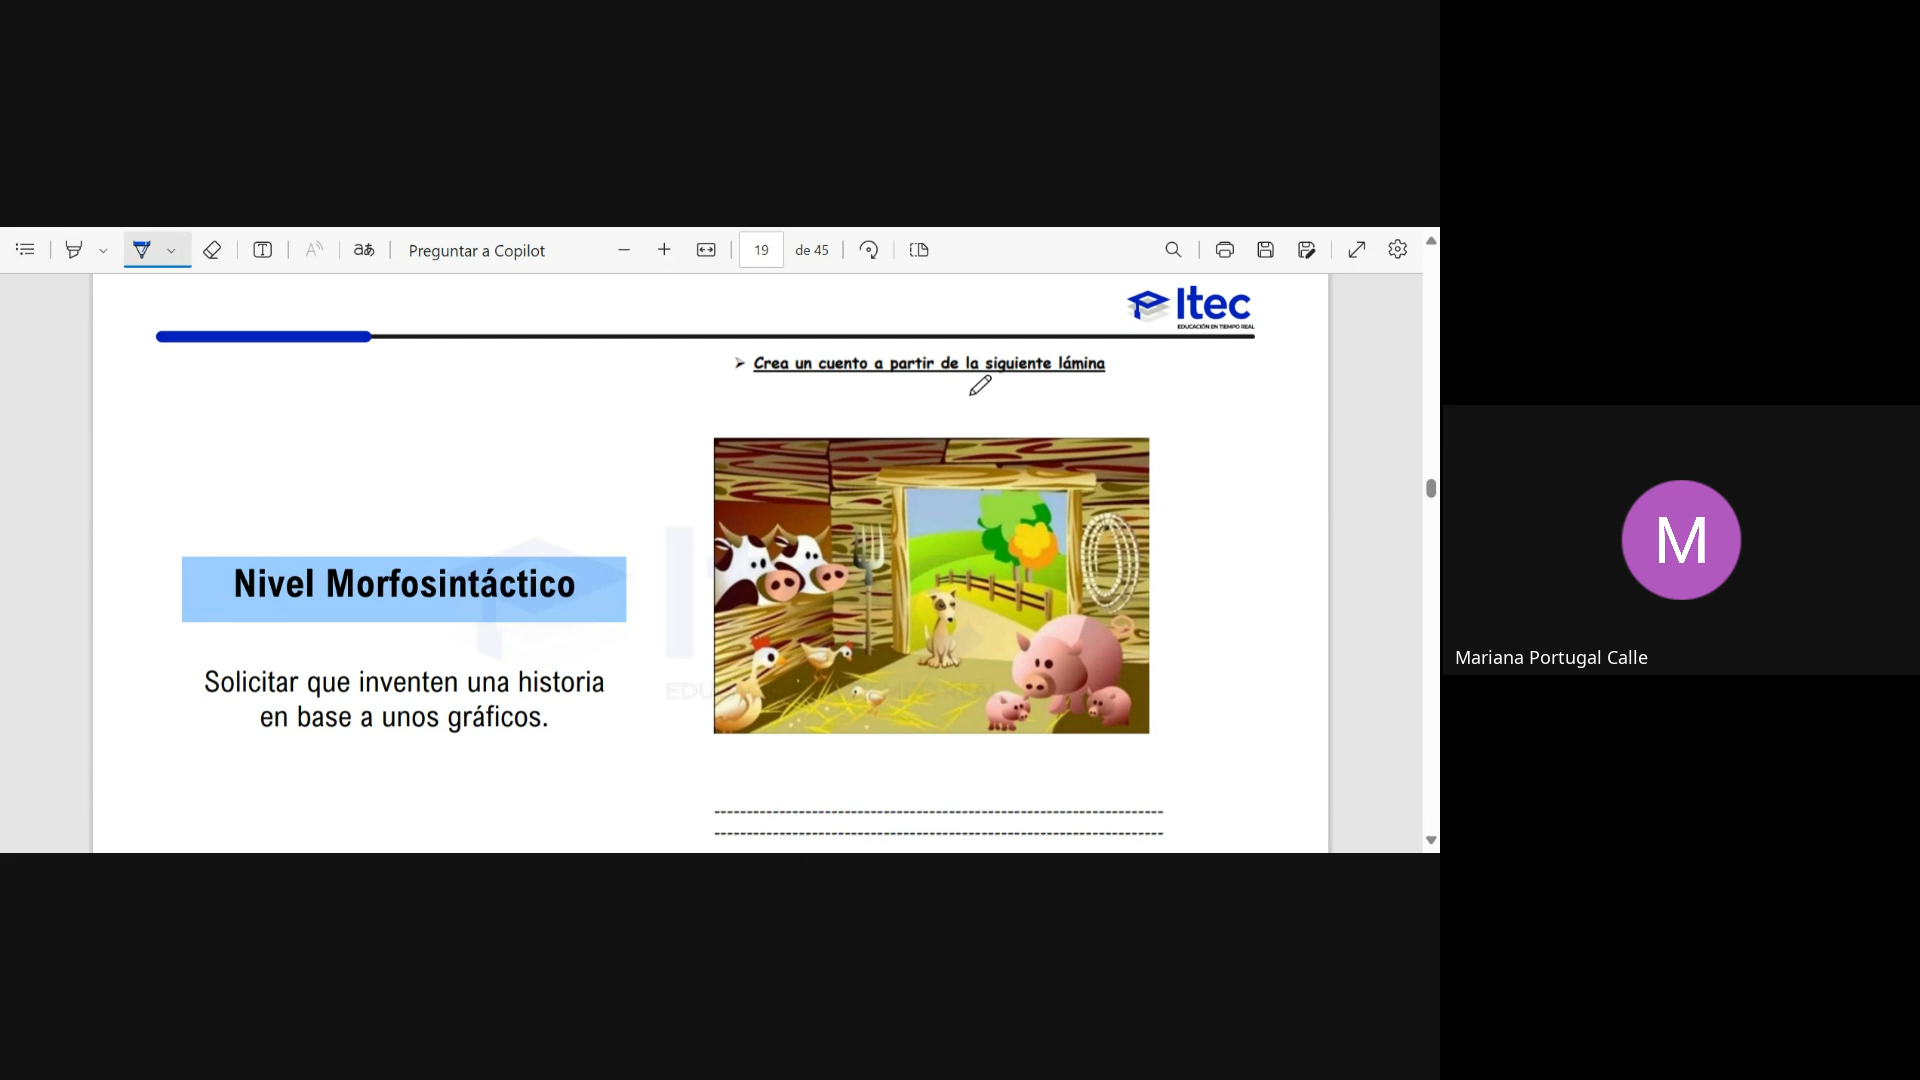 Preguntar a Copilot
19
de 45
Itec
EDUCACIÓN EN TIEMPO REAL
➢ Crea un cuento a partir de la siguiente lámina
Nivel Morfosintáctico
Solicitar que inventen una historia
en base a unos gráficos.
M
Mariana Portugal Calle